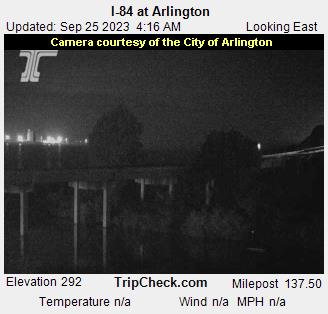 I-84 at Arlington
Updated: Sep 25 2023 4:16 AM Looking East
Camera courtesy of the City of Arlington
Elevation 292 TripCheck.com Milepost 137.50
Temperature n/a Wind n/a MPH n/a